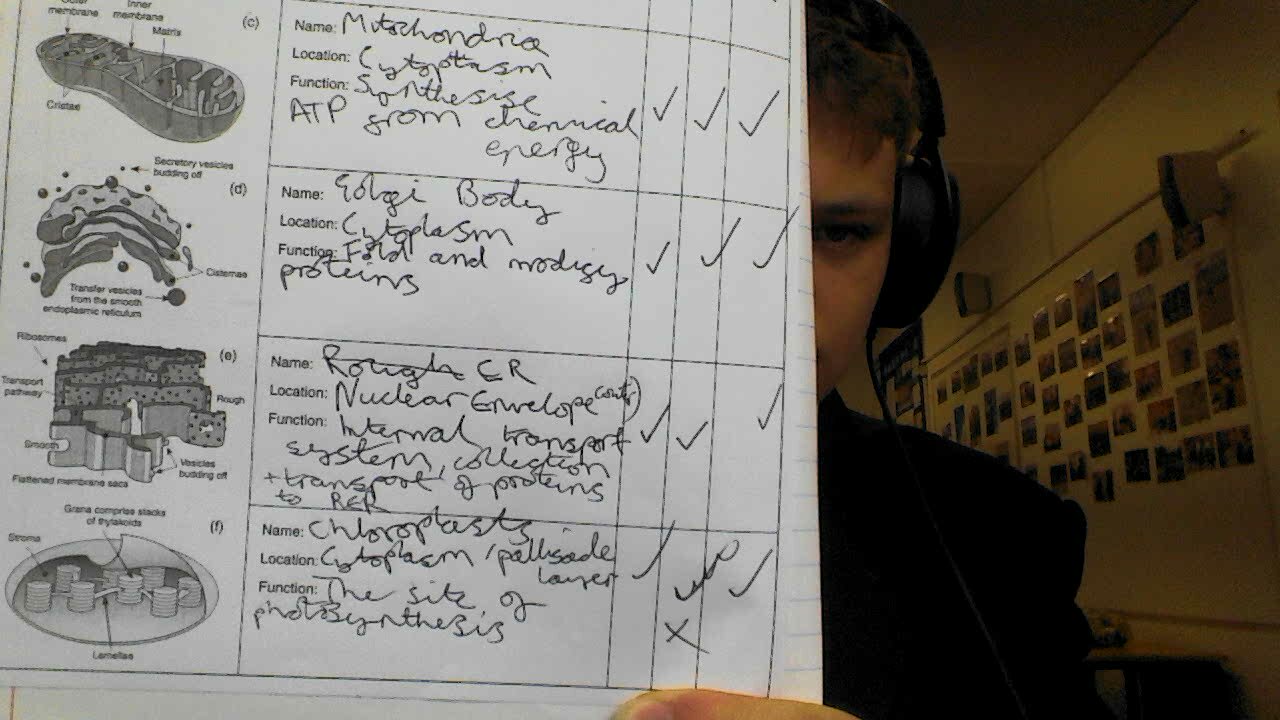 Outer
membrane
Inner
membrane
Matrix
Cristae
(c)
Name: Mitochondria
Location: Cytoplasm
Function: Synthesise
ATP from chemical
energy
Secretory vesicles
budding off
(d)
Cisternae
Transfer vesicles
from the smooth
endoplasmic reticulum
Name: Golgi Body
Location: Cytoplasm
Function: Fold and modify
proteins
Ribosomes
(e)
Transport
pathway
Rough
Smooth
Vesicles
budding off
Flattened membrane sacs
Name: Rough ER
Location: Nuclear Envelope
Function: Internal transport
system, collection
+ transport of proteins
to RER
Grana comprise stacks
of thylakoids
(f)
Stroma
Lamellae
Name: Chloroplasts
Location: Cytoplasm / pallisade
layer
Function: The site of
photosynthesis